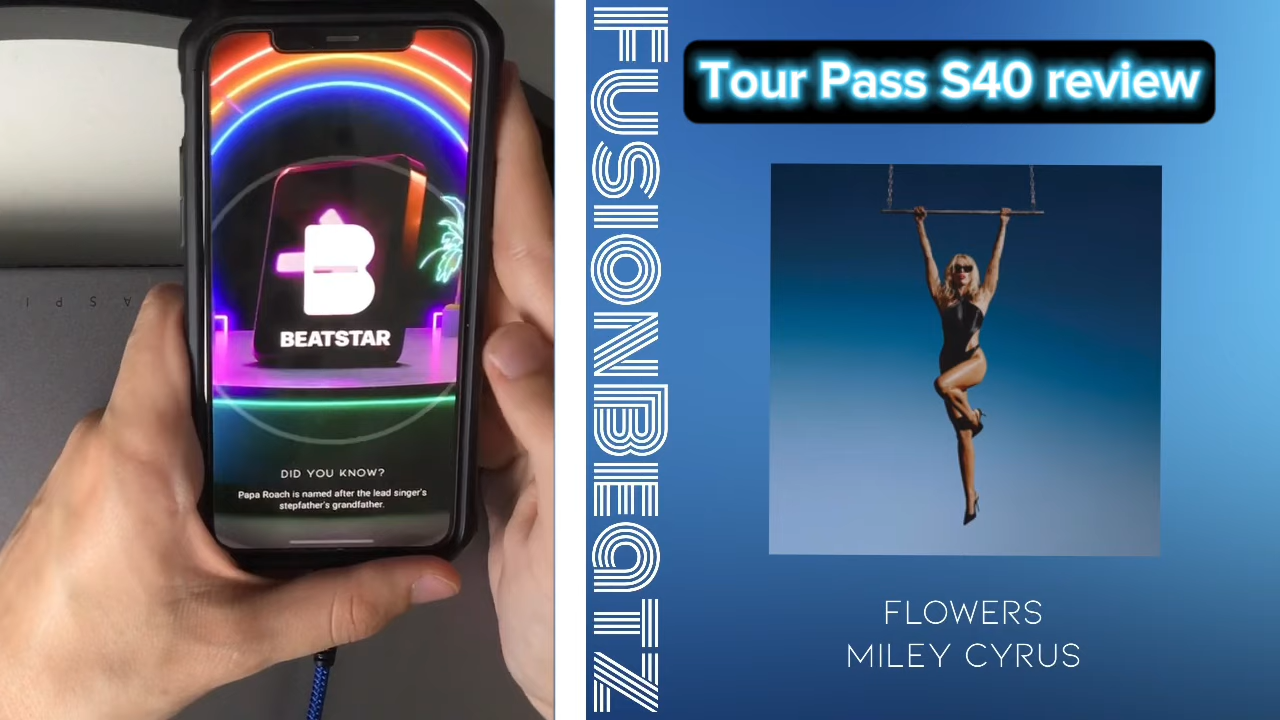 BEATSTAR
DID YOU KNOW?
Papa Roach is named after the lead singer's
stepfather's grandfather.
FUSIONBEATZ
Tour Pass S40 review
FLOWERS
MILEY CYRUS